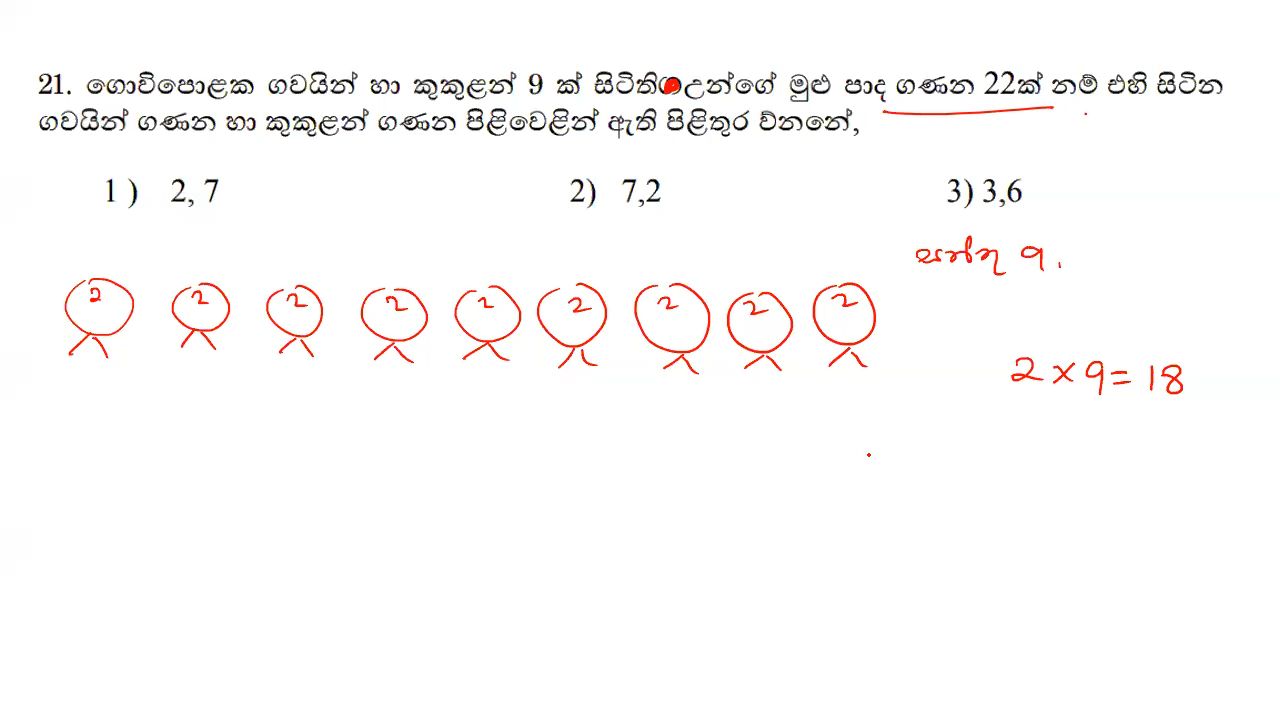 21. ගොවිපොළක ගවයින් හා කුකුළන් 9 ක් සිටිති උන්ගේ මුළු පාද ගණන 22ක් නම් එහි සිටින
ගවයින් ගණන හා කුකුළන් ගණන පිළිවෙළින් ඇති පිළිතුර ව්නනේ,
1 ) 2, 7 2) 7,2 3) 3,6
සත්තු 9.
2 2 2 2 2 2 2 2 2
2 × 9 = 18